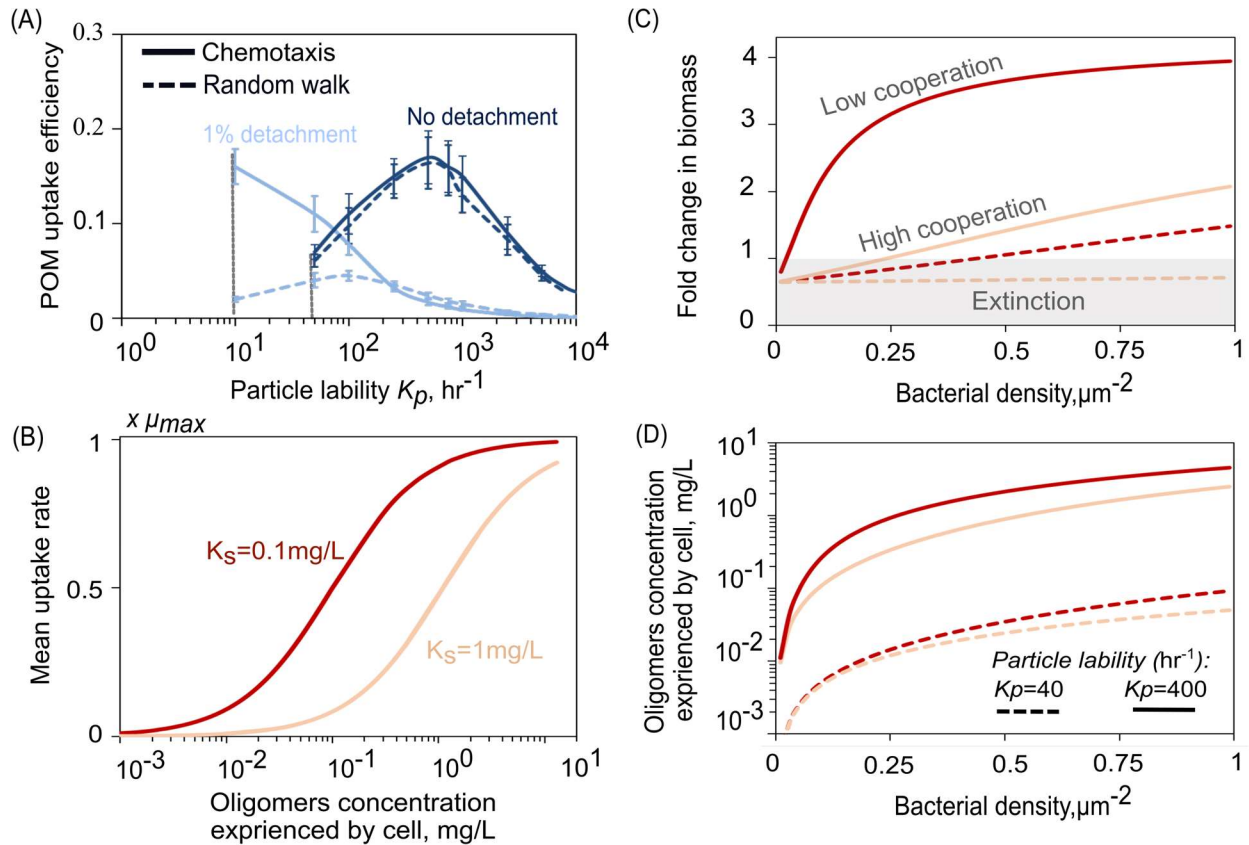 (A)
0.3
0.2
0.1
0
POM uptake efficiency
Chemotaxis
Random walk
1% detachment
No detachment
10^0
10^1
10^2
10^3
10^4
Particle lability Kp, hr^-1
(B)
x μmax
1
0.5
0
Mean uptake rate
Ks=0.1mg/L
Ks=1mg/L
10^-3
10^-2
10^-1
10^0
10^1
Oligomers concentration
exprienced by cell, mg/L
(C)
4
3
2
1
0
Fold change in biomass
Low cooperation
High cooperation
Extinction
0
0.25
0.5
0.75
1
Bacterial density,μm^-2
(D)
10^1
10^0
10^-1
10^-2
10^-3
Oligomers concentration
exprienced by cell, mg/L
Particle lability (hr^-1):
Kp=40
Kp=400
0
0.25
0.5
0.75
1
Bacterial density,μm^-2